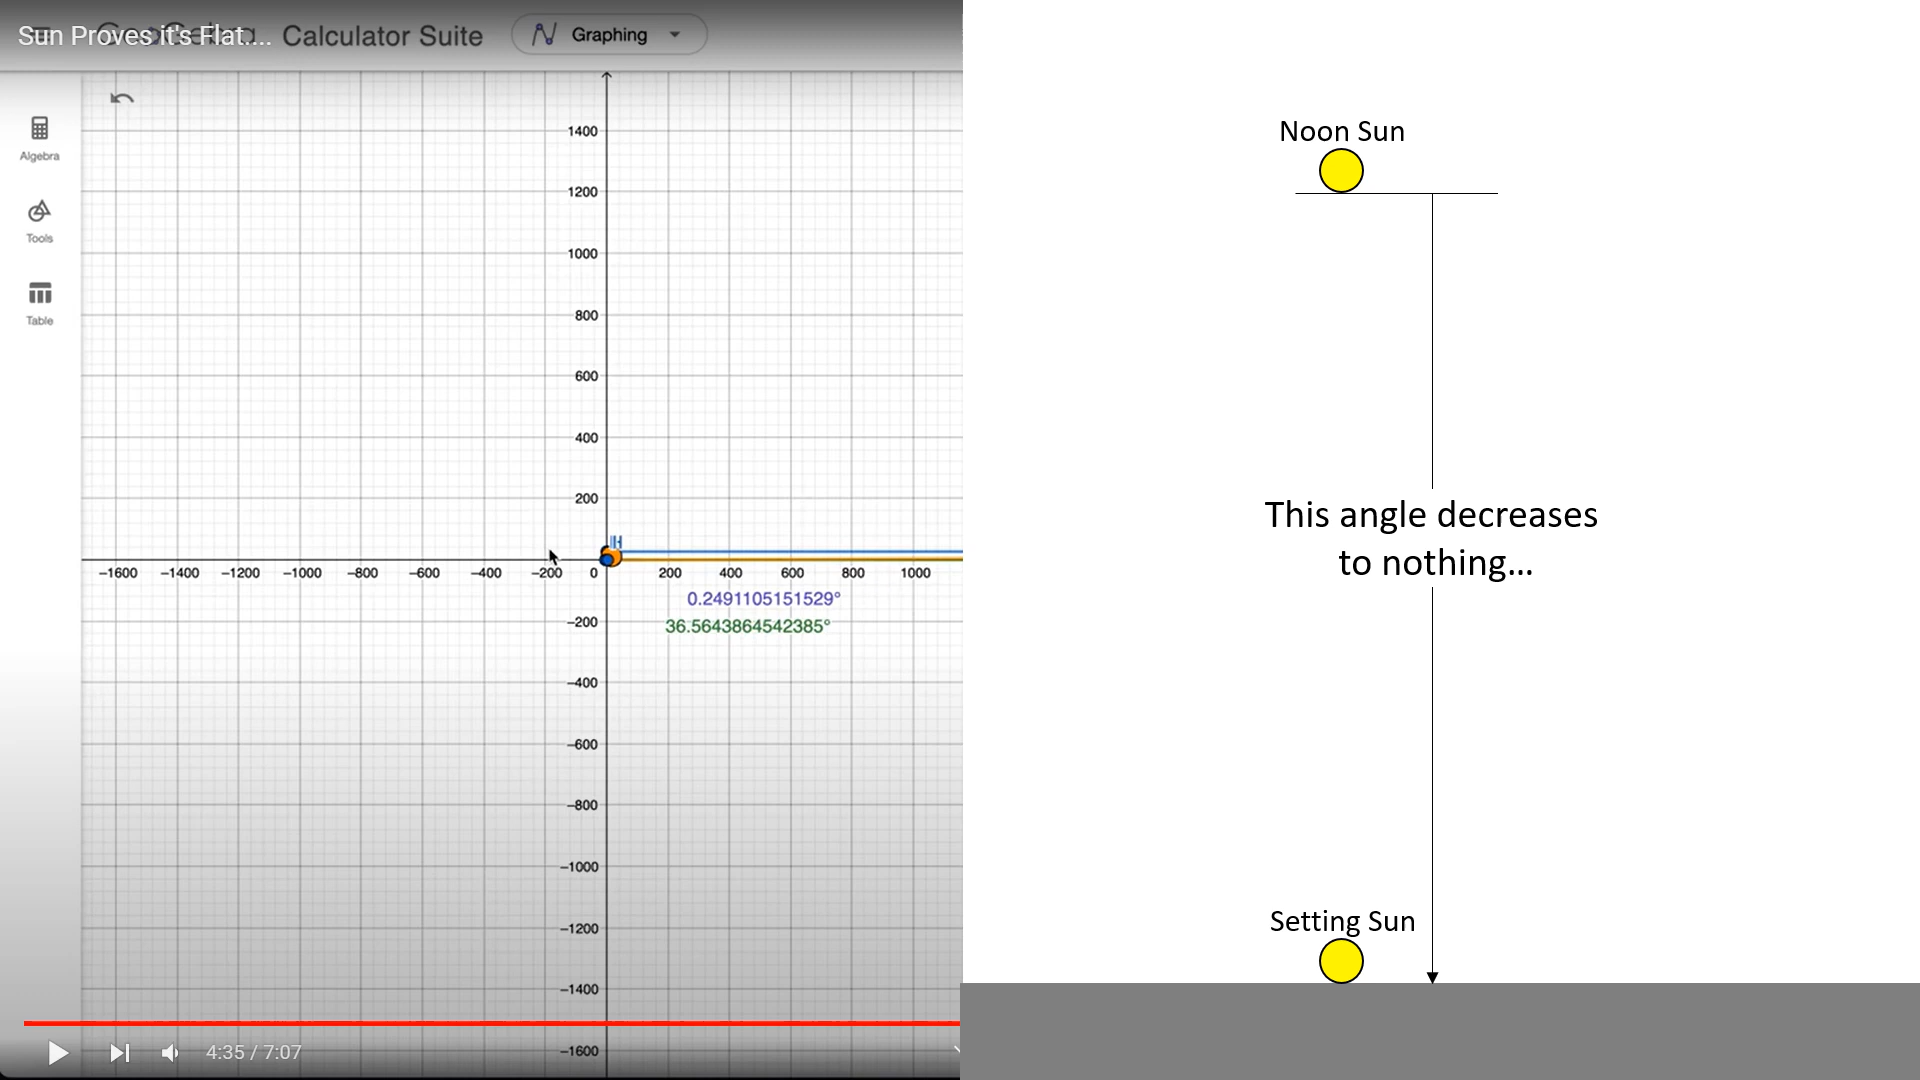 Sun Proves it's Flat....
Calculator Suite
Graphing
Algebra
Tools
Table
1400
1200
1000
800
600
400
200
−1600 −1400 −1200 −1000 −800 −600 −400 −200 0 200 400 600 800 1000
0.2491105151529°
36.5643864542385°
−200
−400
−600
−800
−1000
−1200
−1400
−1600
4:35 / 7:07
Noon Sun
This angle decreases
to nothing...
Setting Sun